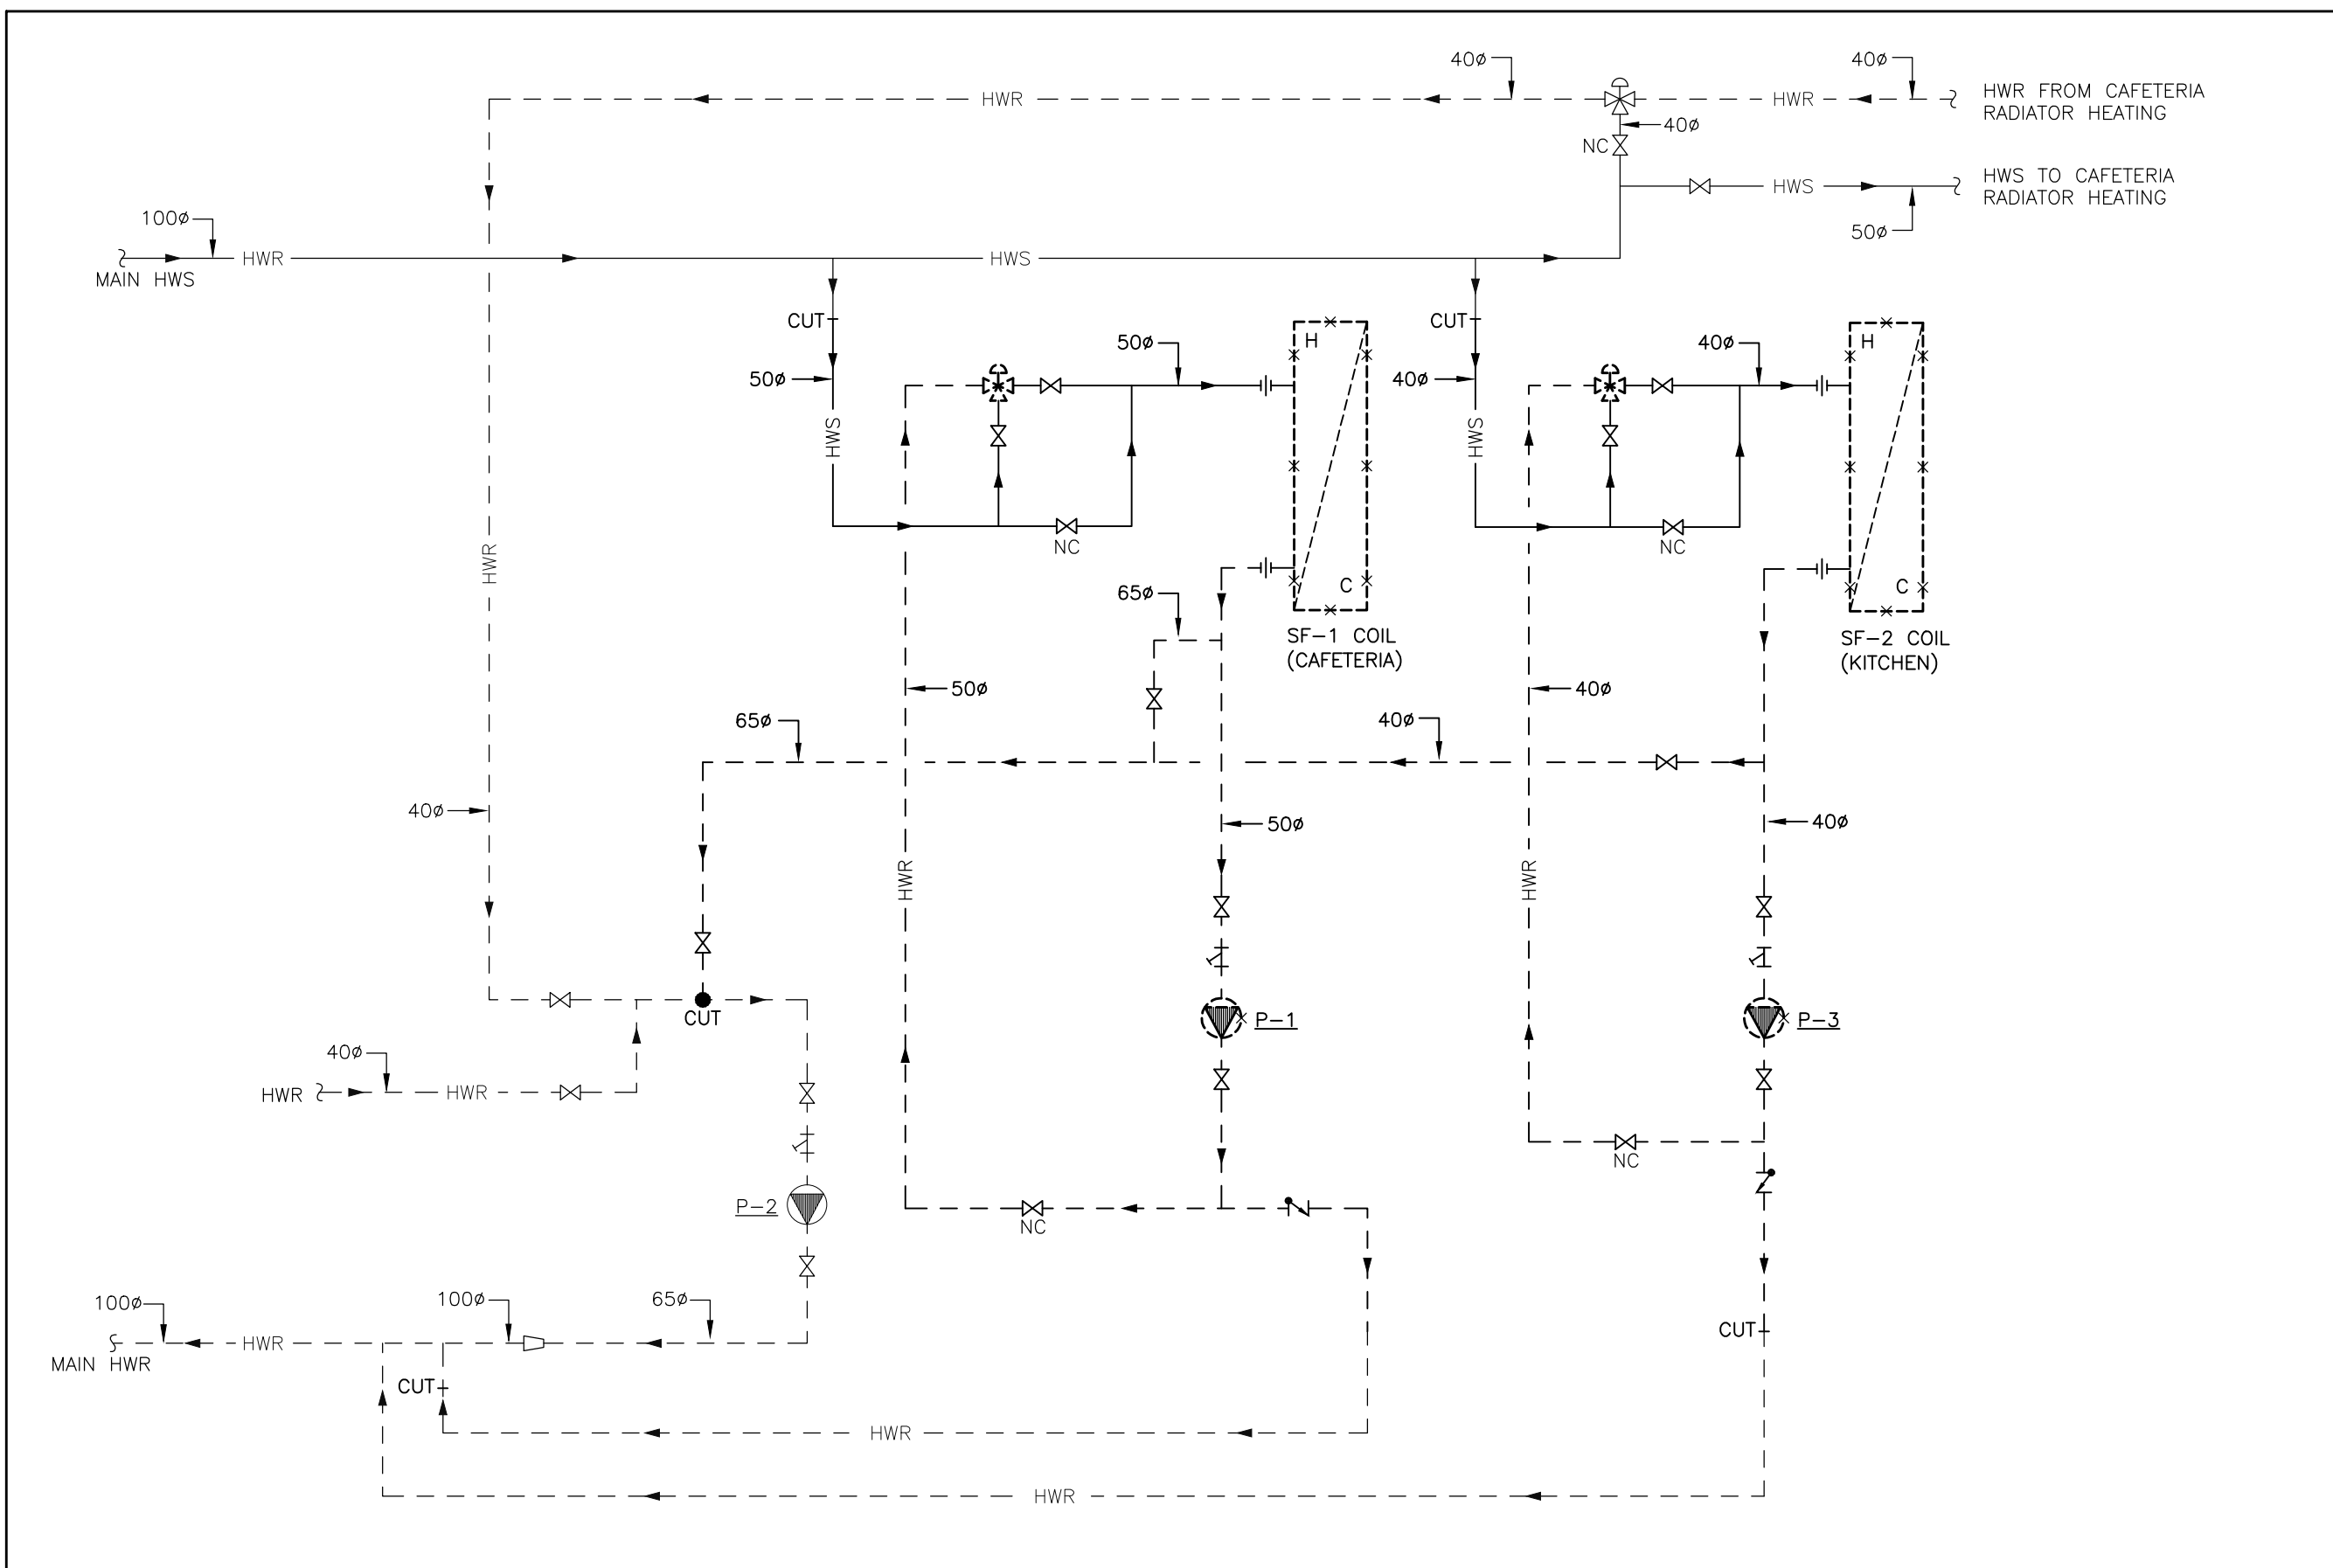 40ø
40ø
HWR
HWR
HWR FROM CAFETERIA
RADIATOR HEATING
40ø
NC
HWS
HWS TO CAFETERIA
RADIATOR HEATING
50ø
100ø
HWR
HWS
MAIN HWS
CUT
CUT
50ø
40ø
H
H
50ø
40ø
HWS
HWS
NC
NC
HWR
C
C
65ø
SF-1 COIL
(CAFETERIA)
SF-2 COIL
(KITCHEN)
50ø
40ø
65ø
40ø
40ø
50ø
40ø
HWR
HWR
CUT
P-1
P-3
40ø
HWR
HWR
NC
P-2
NC
100ø
100ø
65ø
HWR
MAIN HWR
CUT
CUT
HWR
HWR